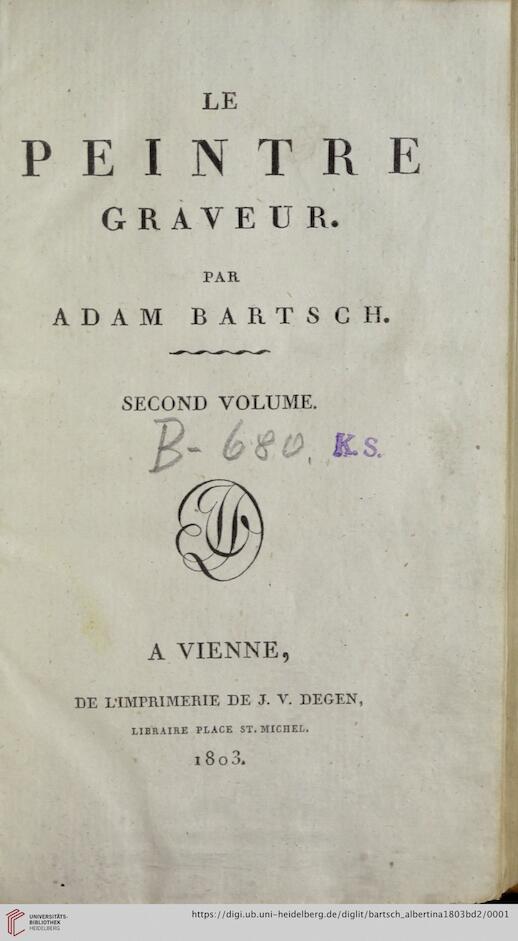 LE
PEINTRE
GRAVEUR.
PAR
ADAM BARTSCH.
SECOND VOLUME.
B-680. K.S.
A VIENNE,
DE L'IMPRIMERIE DE J. V. DEGEN,
LIBRAIRE PLACE ST. MICHEL.
1803.
UNIVERSITÄTS-
BIBLIOTHEK
HEIDELBERG
https://digi.ub.uni-heidelberg.de/diglit/bartsch_albertina1803bd2/0001